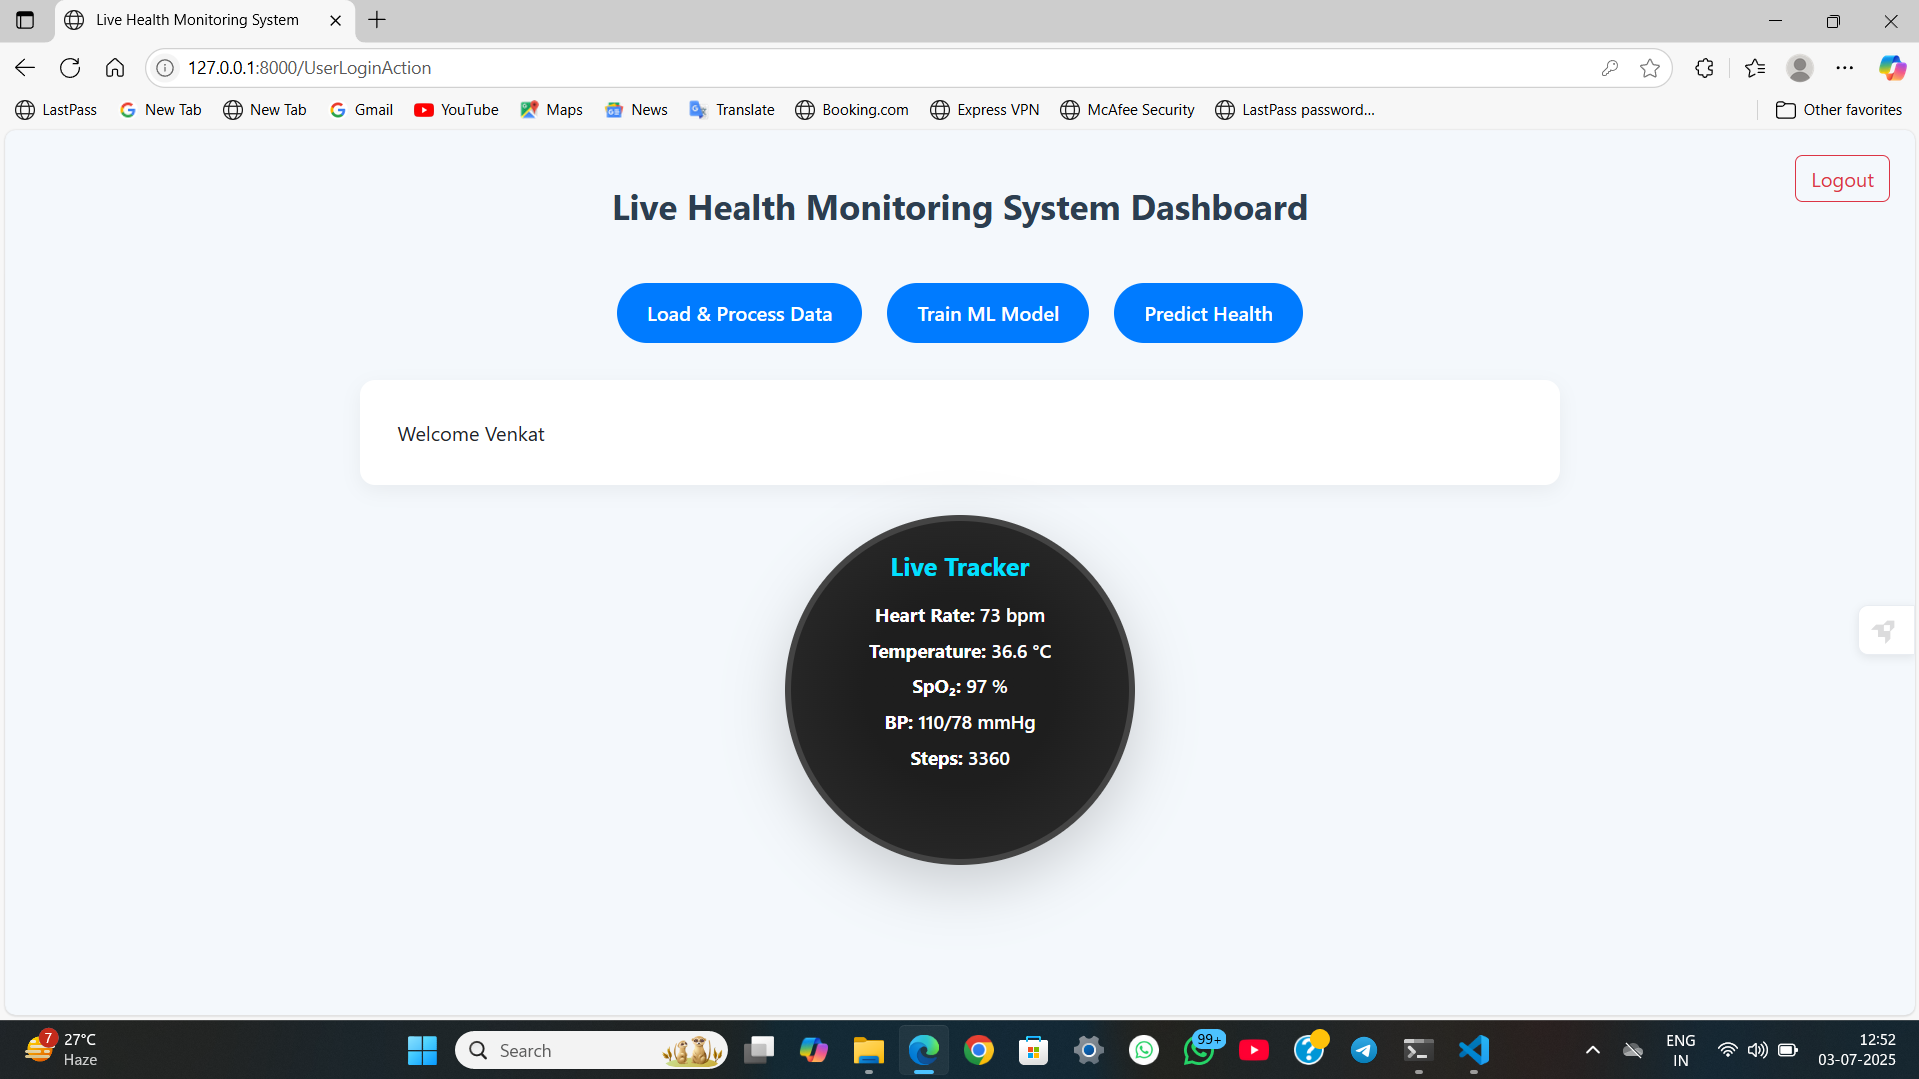 Live Health Monitoring System
127.0.0.1:8000/UserLoginAction
LastPass New Tab New Tab Gmail YouTube Maps News Translate Booking.com Express VPN McAfee Security LastPass password... Other favorites
Logout
Live Health Monitoring System Dashboard
Load & Process Data Train ML Model Predict Health
Welcome Venkat
Live Tracker
Heart Rate: 73 bpm
Temperature: 36.6 °C
SpO₂: 97 %
BP: 110/78 mmHg
Steps: 3360
7
27°C
Haze
Search
99+
ENG
IN
12:52
03-07-2025